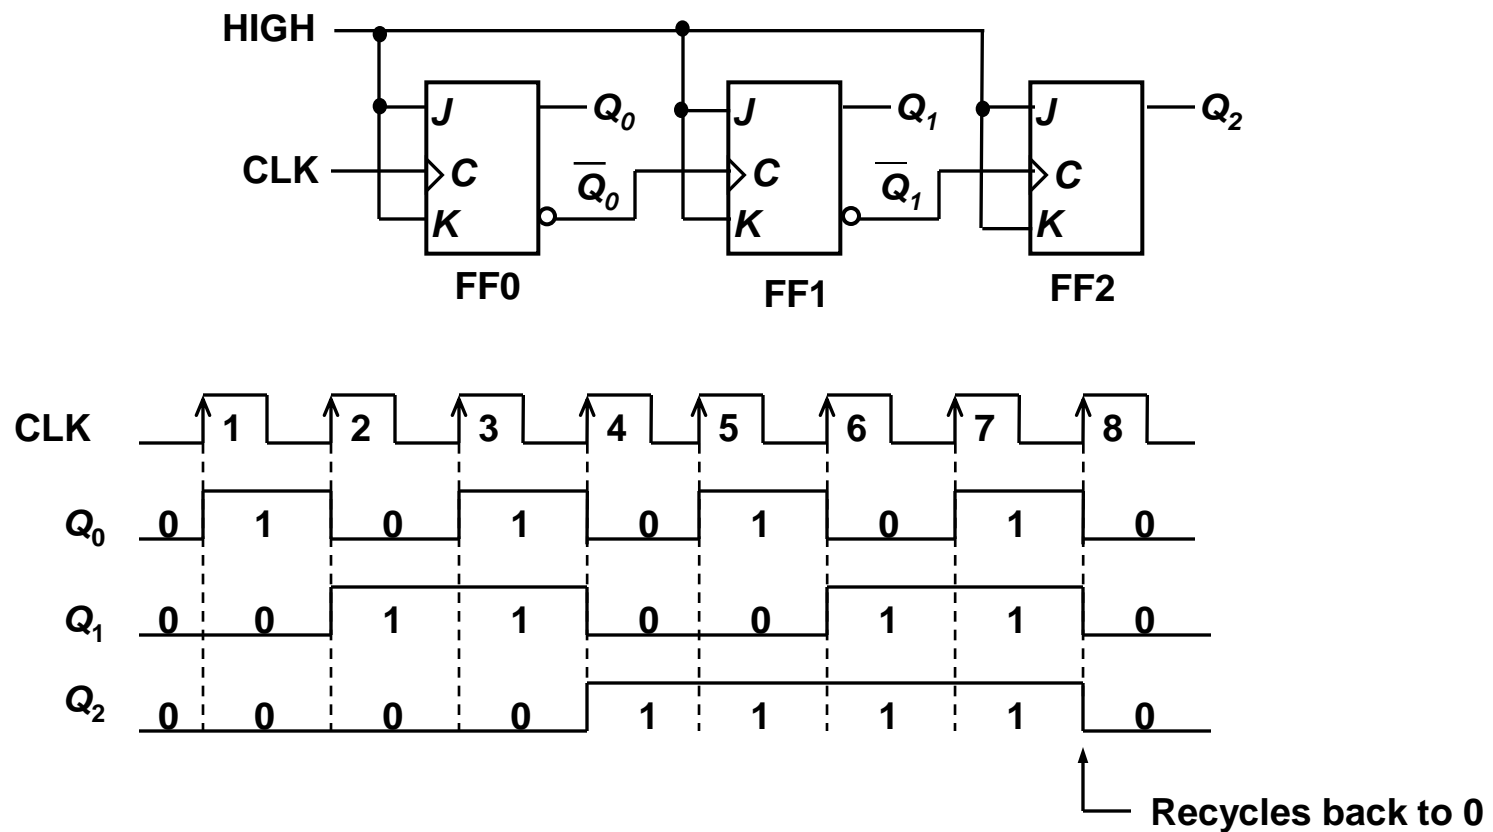 HIGH
J Q0 J Q1 J Q2
CLK C Q̅0 C Q̅1 C
K K K
FF0 FF1 FF2
CLK 1 2 3 4 5 6 7 8
Q0 0 1 0 1 0 1 0 1 0
Q1 0 0 1 1 0 0 1 1 0
Q2 0 0 0 0 1 1 1 1 0
Recycles back to 0